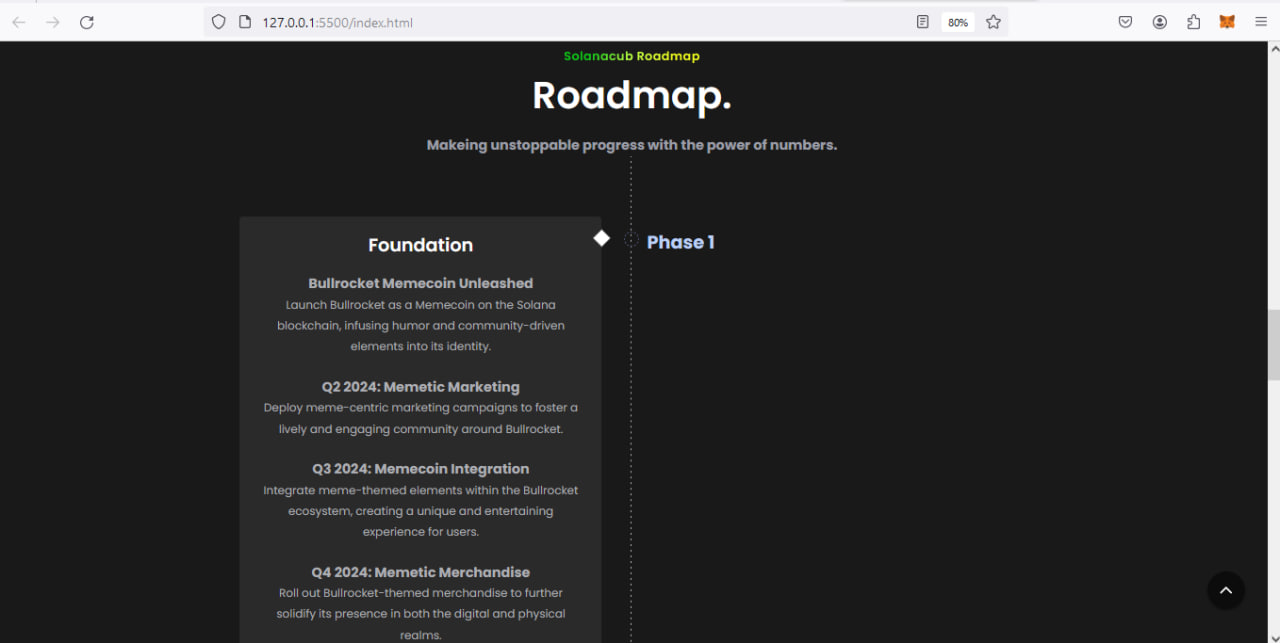 127.0.0.1:5500/index.html
80%
Solanacub Roadmap
Roadmap.
Makeing unstoppable progress with the power of numbers.
Foundation
Phase 1
Bullrocket Memecoin Unleashed
Launch Bullrocket as a Memecoin on the Solana
blockchain, infusing humor and community-driven
elements into its identity.
Q2 2024: Memetic Marketing
Deploy meme-centric marketing campaigns to foster a
lively and engaging community around Bullrocket.
Q3 2024: Memecoin Integration
Integrate meme-themed elements within the Bullrocket
ecosystem, creating a unique and entertaining
experience for users.
Q4 2024: Memetic Merchandise
Roll out Bullrocket-themed merchandise to further
solidify its presence in both the digital and physical
realms.